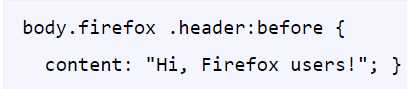 body.firefox .header:before {
  content: "Hi, Firefox users!"; }